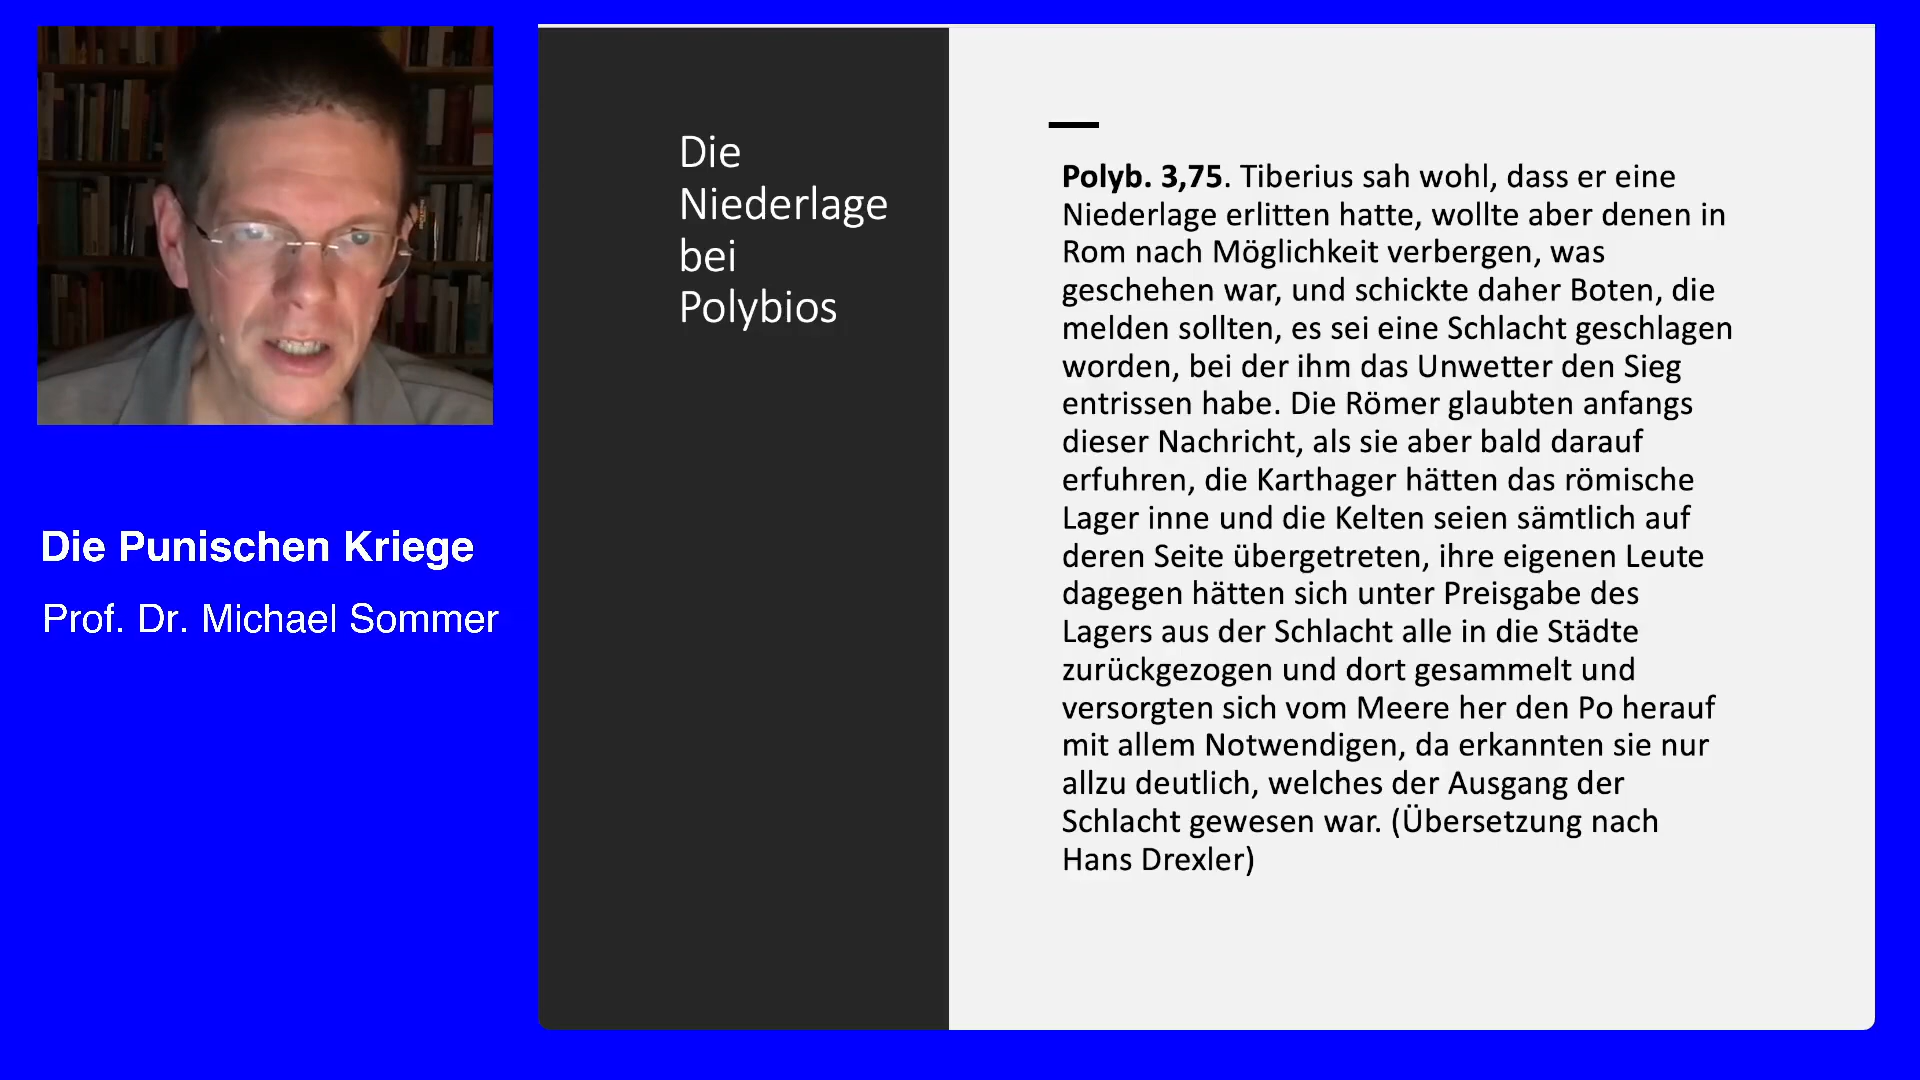 Die Punischen Kriege
Prof. Dr. Michael Sommer
Die
Niederlage
bei
Polybios
Polyb. 3,75. Tiberius sah wohl, dass er eine
Niederlage erlitten hatte, wollte aber denen in
Rom nach Möglichkeit verbergen, was
geschehen war, und schickte daher Boten, die
melden sollten, es sei eine Schlacht geschlagen
worden, bei der ihm das Unwetter den Sieg
entrissen habe. Die Römer glaubten anfangs
dieser Nachricht, als sie aber bald darauf
erfuhren, die Karthager hätten das römische
Lager inne und die Kelten seien sämtlich auf
deren Seite übergetreten, ihre eigenen Leute
dagegen hätten sich unter Preisgabe des
Lagers aus der Schlacht alle in die Städte
zurückgezogen und dort gesammelt und
versorgten sich vom Meere her den Po herauf
mit allem Notwendigen, da erkannten sie nur
allzu deutlich, welches der Ausgang der
Schlacht gewesen war. (Übersetzung nach
Hans Drexler)